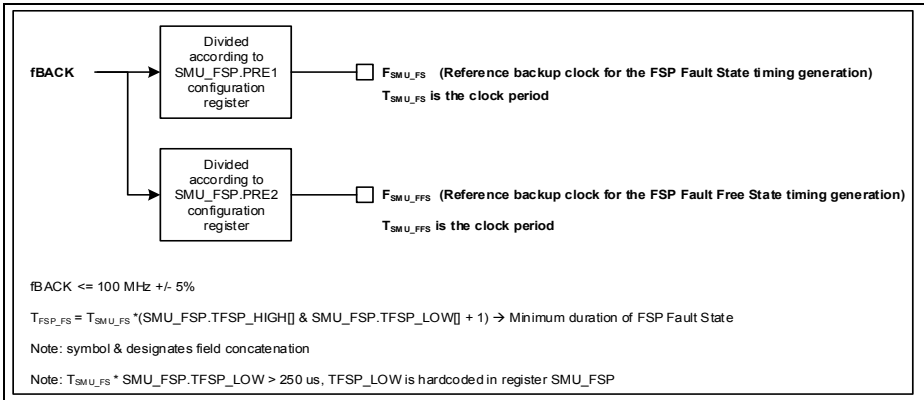 Divided
according to
SMU_FSP.PRE1
configuration
register
fBACK
FSMU_FS (Reference backup clock for the FSP Fault State timing generation)
TSMU_FS is the clock period
Divided
according to
SMU_FSP.PRE2
configuration
register
FSMU_FFS (Reference backup clock for the FSP Fault Free State timing generation)
TSMU_FFS is the clock period
fBACK <= 100 MHz +/- 5%
TFSP_FS = TSMU_FS *(SMU_FSP.TFSP_HIGH[] & SMU_FSP.TFSP_LOW[] + 1) → Minimum duration of FSP Fault State
Note: symbol & designates field concatenation
Note: TSMU_FS * SMU_FSP.TFSP_LOW > 250 us, TFSP_LOW is hardcoded in register SMU_FSP